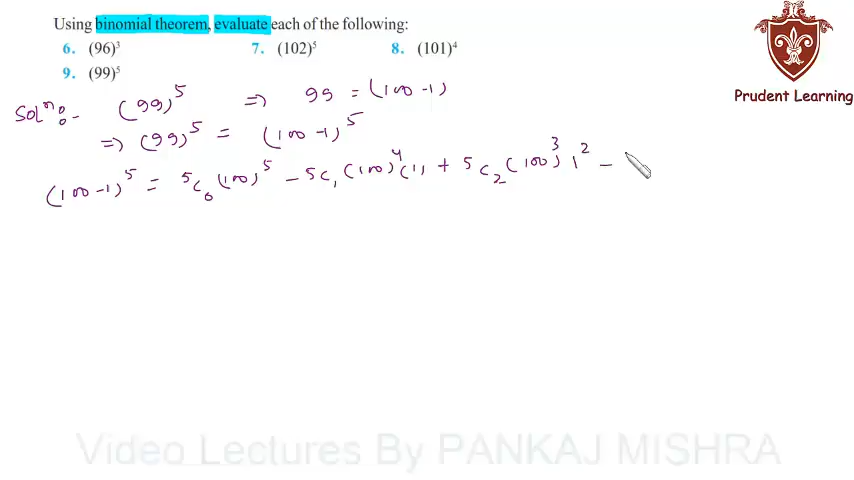 Using binomial theorem, evaluate each of the following:
6. (96)³ 7. (102)⁵ 8. (101)⁴
9. (99)⁵
Prudent Learning
Solⁿ:- (99)⁵ ⇒ 99 = (100-1)
⇒ (99)⁵ = (100-1)⁵
(100-1)⁵ = ⁵C₀(100)⁵ - 5C₁(100)⁴(1) + ⁵C₂(100)³ 1² -
Video Lectures By PANKAJ MISHRA